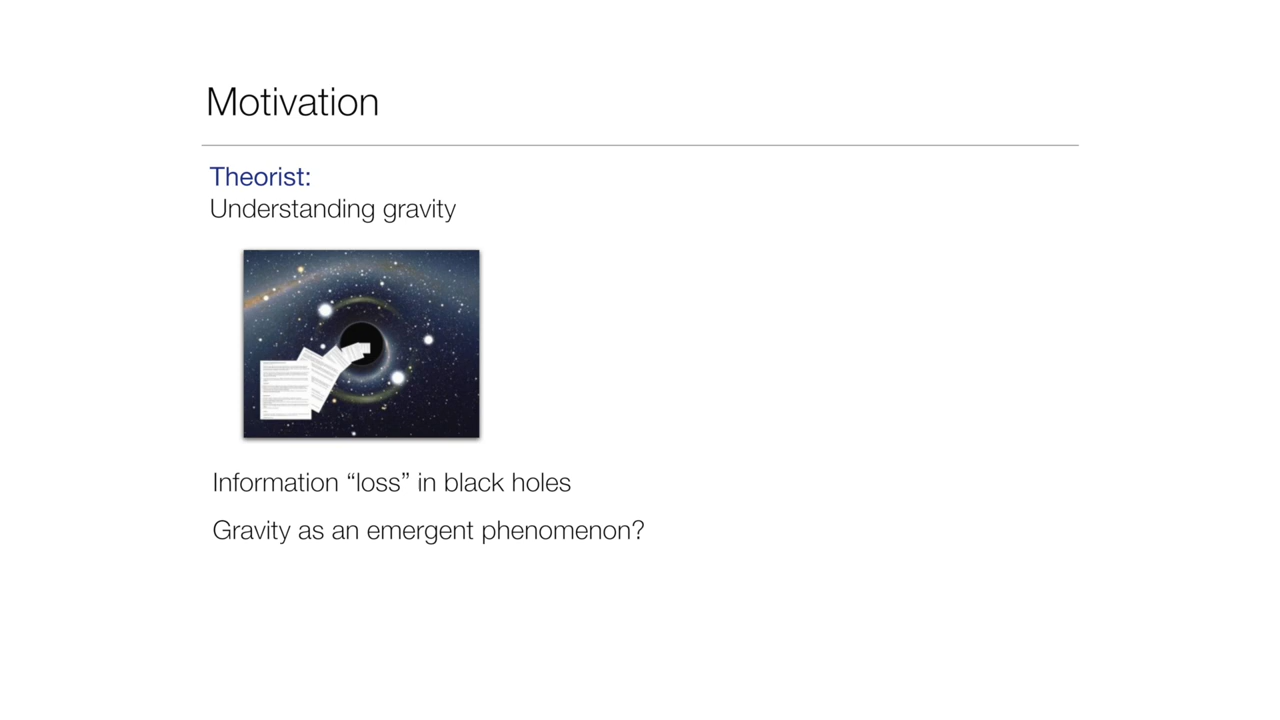 Motivation
Theorist:
Understanding gravity
Information “loss” in black holes
Gravity as an emergent phenomenon?